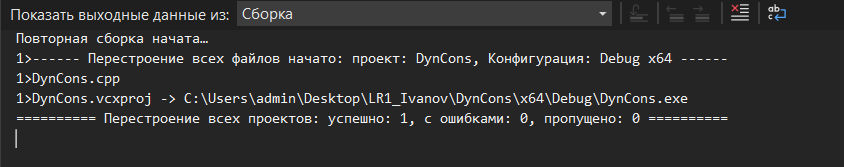 Показать выходные данные из: Сборка
Повторная сборка начата…
1>------ Перестроение всех файлов начато: проект: DynCons, Конфигурация: Debug x64 ------
1>DynCons.cpp
1>DynCons.vcxproj -> C:\Users\admin\Desktop\LR1_Ivanov\DynCons\x64\Debug\DynCons.exe
========== Перестроение всех проектов: успешно: 1, с ошибками: 0, пропущено: 0 ==========